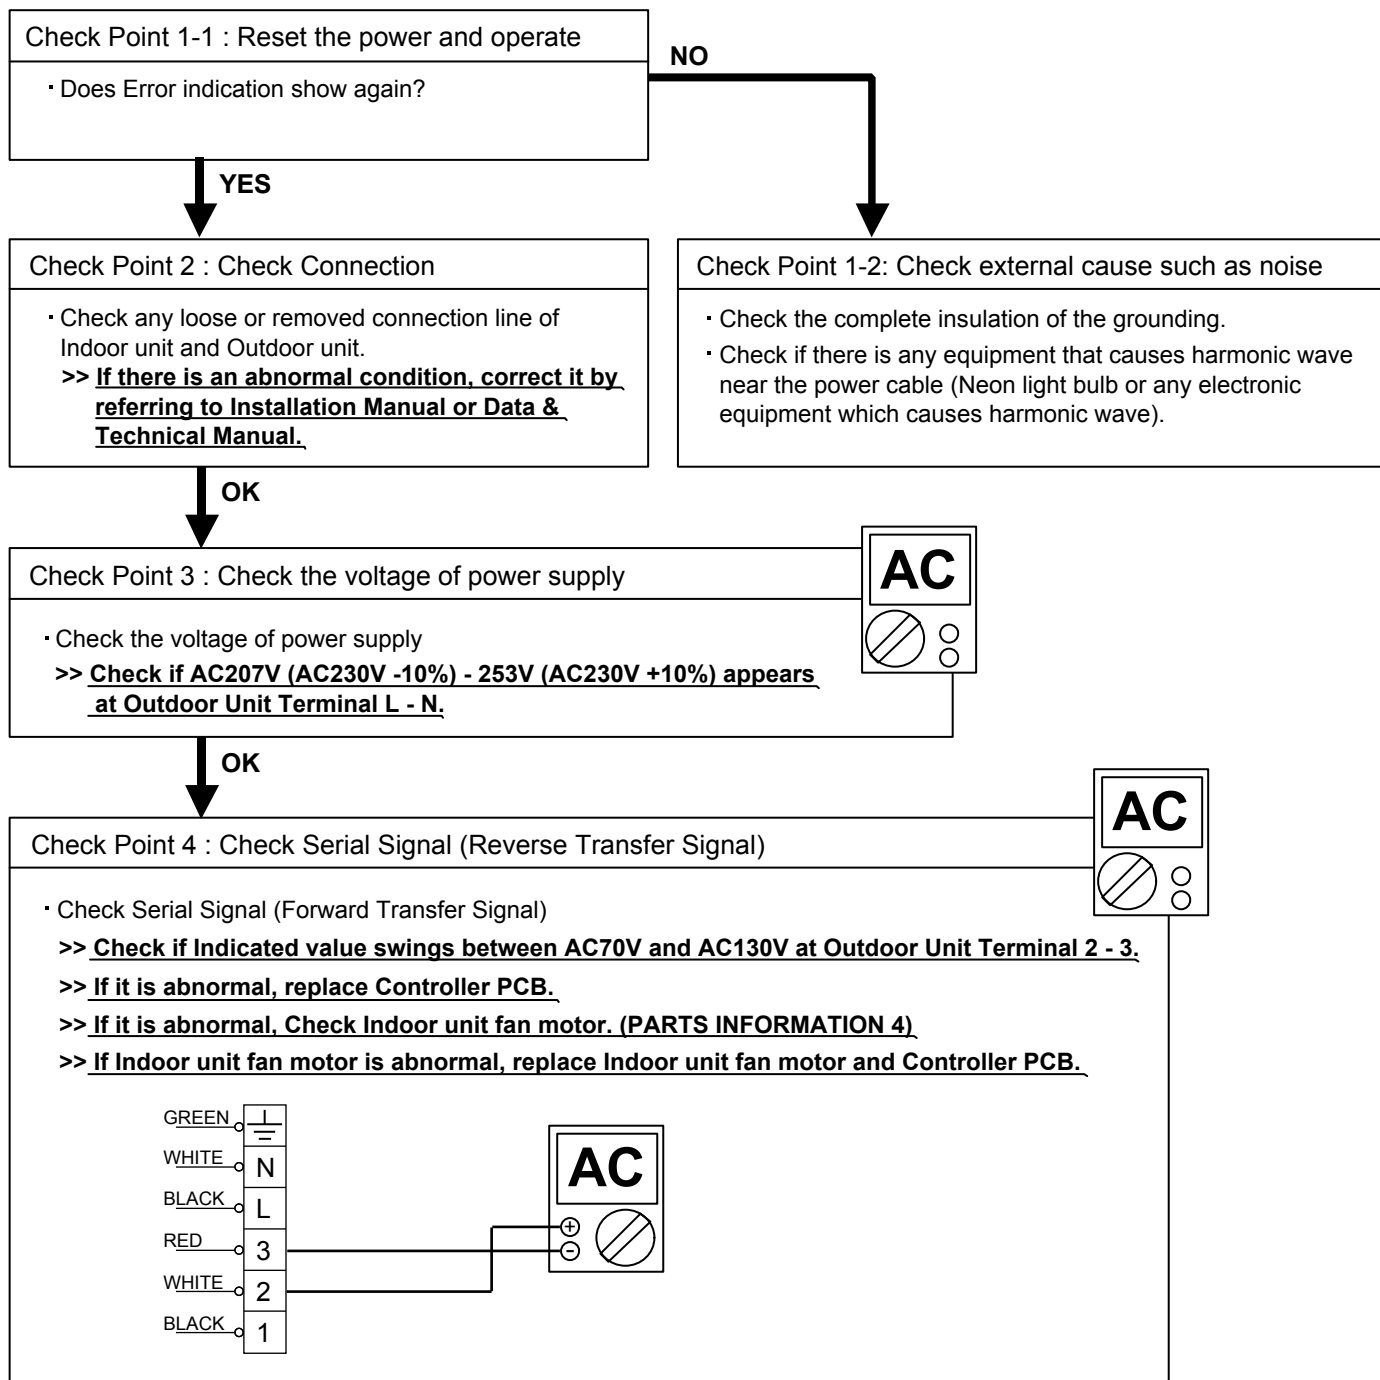 Check Point 1-1 : Reset the power and operate
・Does Error indication show again?
NO
YES
Check Point 2 : Check Connection
・Check any loose or removed connection line of
Indoor unit and Outdoor unit.
>> If there is an abnormal condition, correct it by
referring to Installation Manual or Data &
Technical Manual.
Check Point 1-2: Check external cause such as noise
・Check the complete insulation of the grounding.
・Check if there is any equipment that causes harmonic wave
near the power cable (Neon light bulb or any electronic
equipment which causes harmonic wave).
OK
Check Point 3 : Check the voltage of power supply
AC
・Check the voltage of power supply
>> Check if AC207V (AC230V -10%) - 253V (AC230V +10%) appears
at Outdoor Unit Terminal L - N.
OK
Check Point 4 : Check Serial Signal (Reverse Transfer Signal)
AC
・Check Serial Signal (Forward Transfer Signal)
>> Check if Indicated value swings between AC70V and AC130V at Outdoor Unit Terminal 2 - 3.
>> If it is abnormal, replace Controller PCB.
>> If it is abnormal, Check Indoor unit fan motor. (PARTS INFORMATION 4)
>> If Indoor unit fan motor is abnormal, replace Indoor unit fan motor and Controller PCB.
GREEN
WHITE N
BLACK L
RED 3
WHITE 2
BLACK 1
AC
+
-